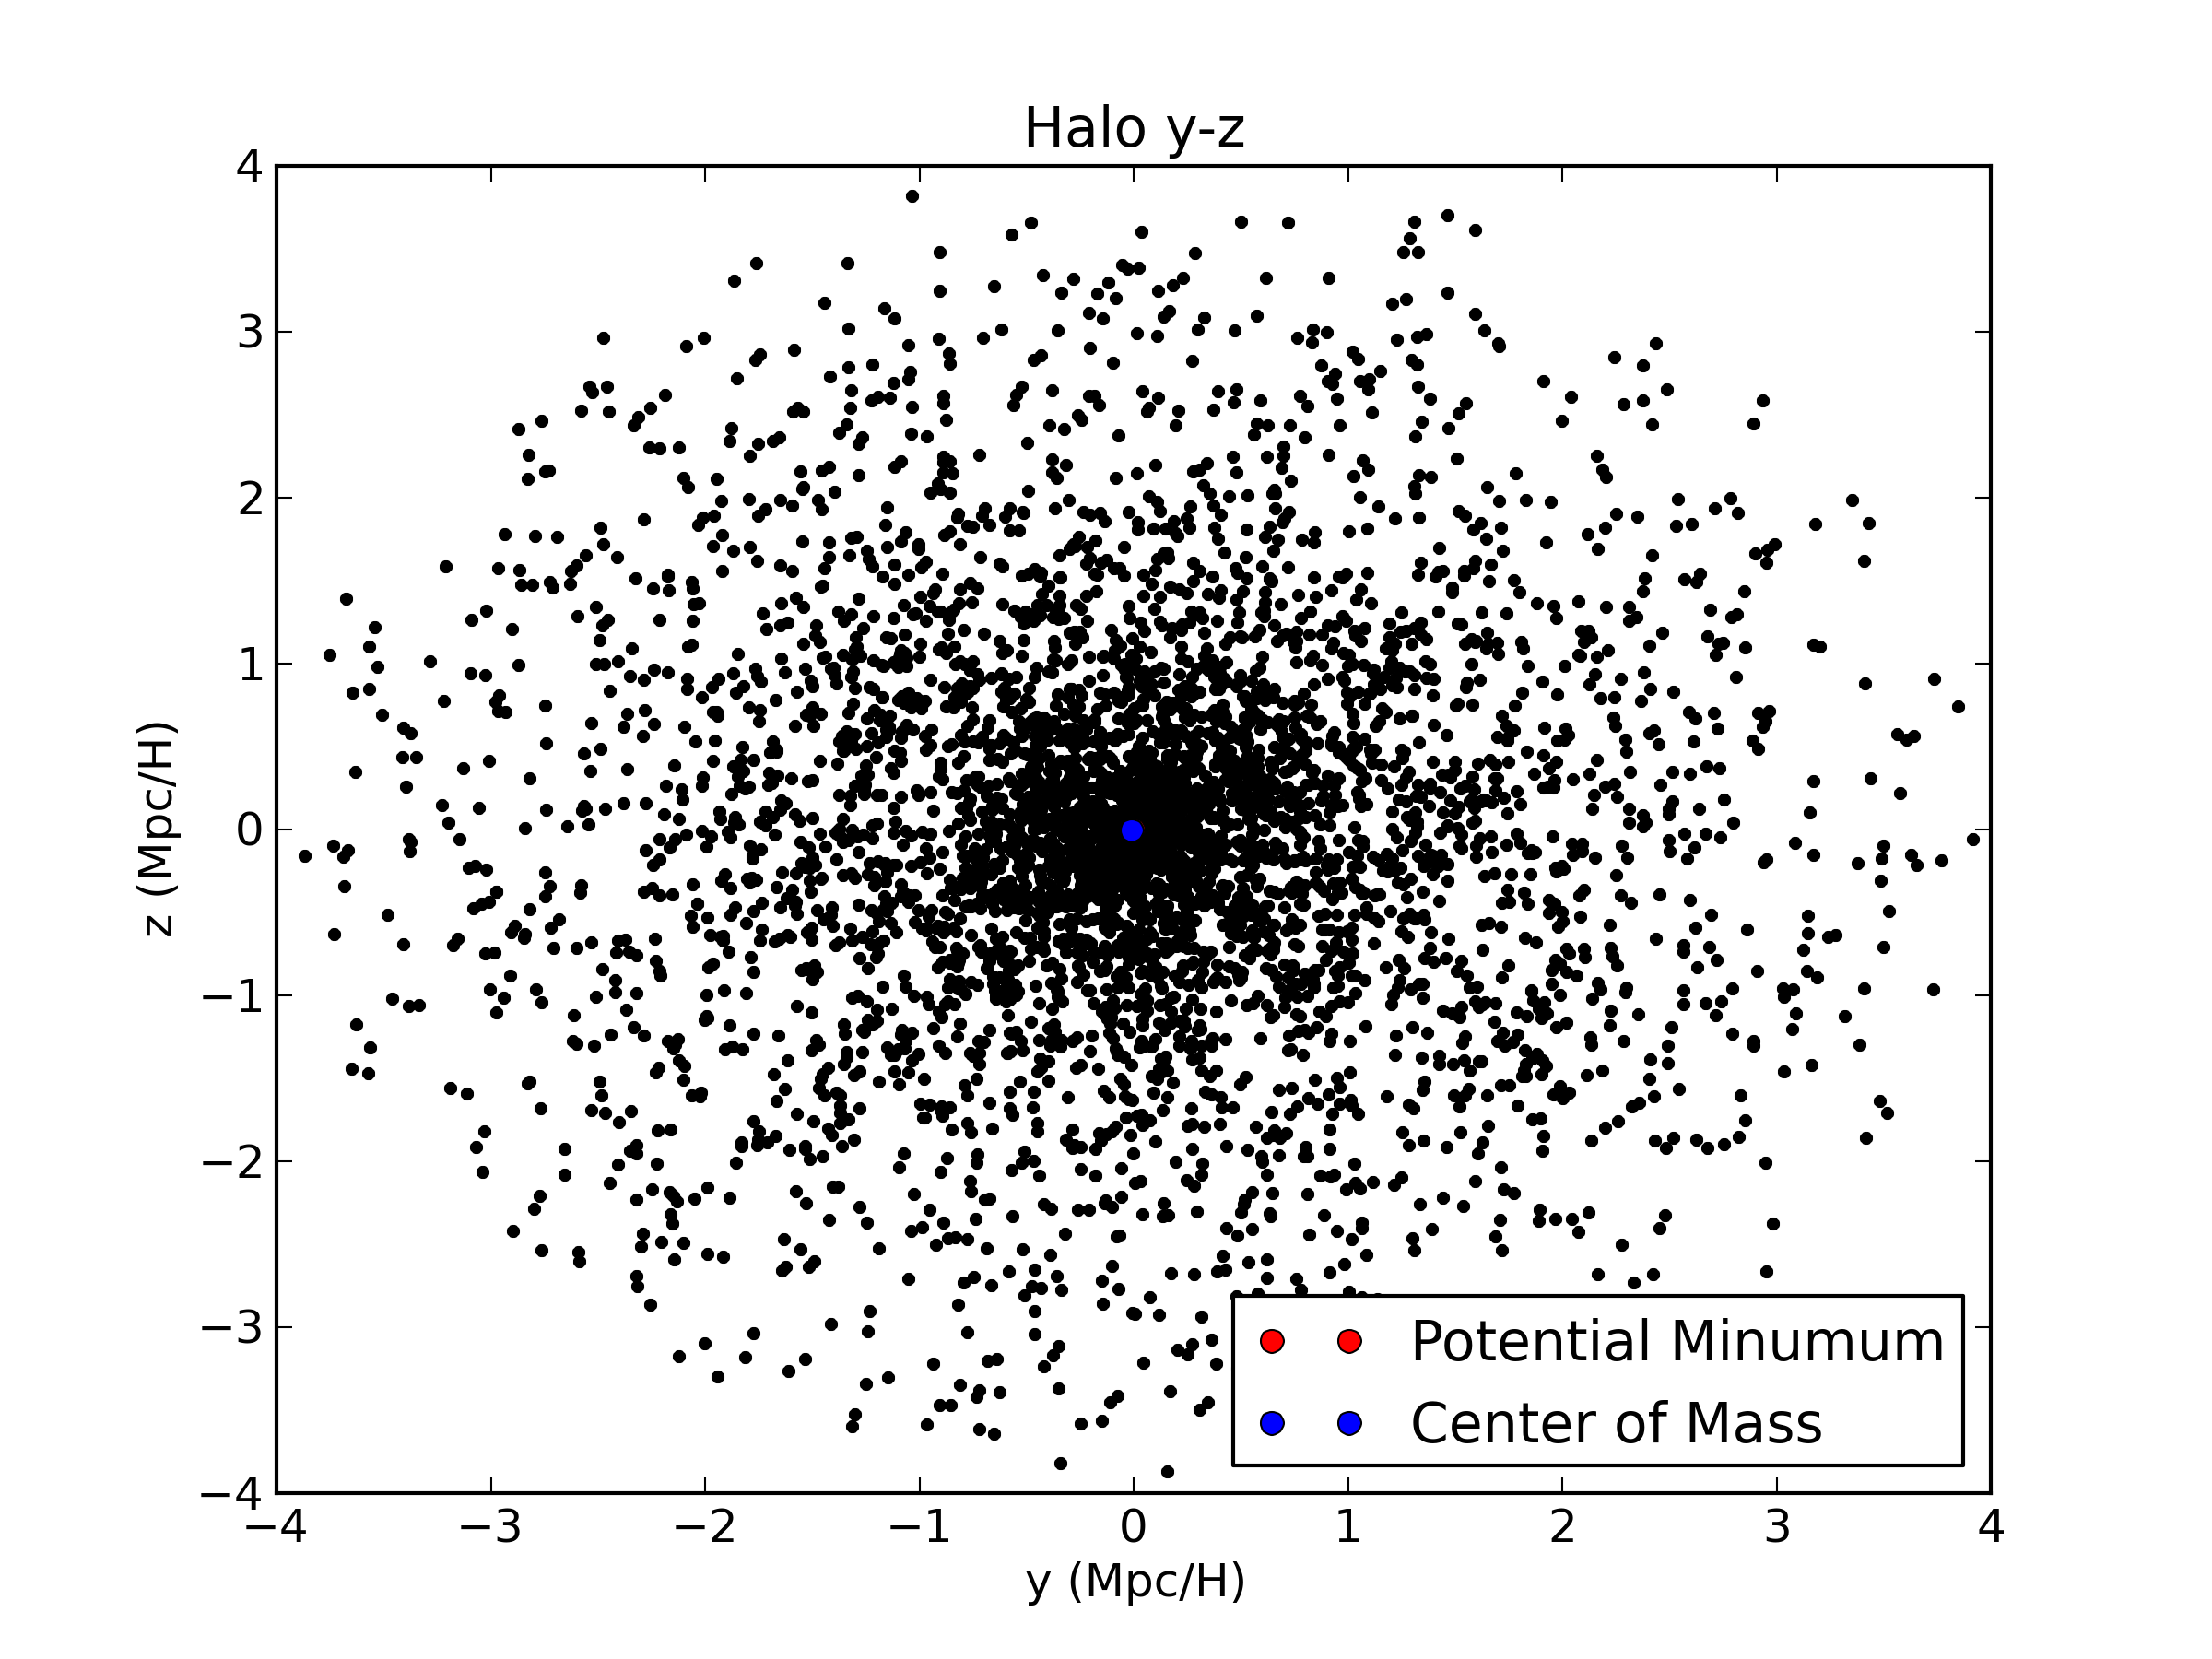 Halo y-z
4
3
2
1
0
−1
−2
−3
−4
z (Mpc/H)
Potential Minumum
Center of Mass
−4 −3 −2 −1 0 1 2 3 4
y (Mpc/H)